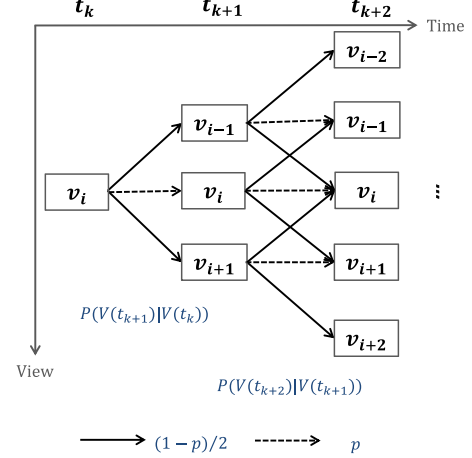 t_k t_{k+1} t_{k+2}
Time
v_{i−2}
v_{i−1} v_{i−1}
v_i v_i v_i ...
v_{i+1} v_{i+1}
P(V(t_{k+1})|V(t_k))
v_{i+2}
View
P(V(t_{k+2})|V(t_{k+1}))
(1 − p)/2 p